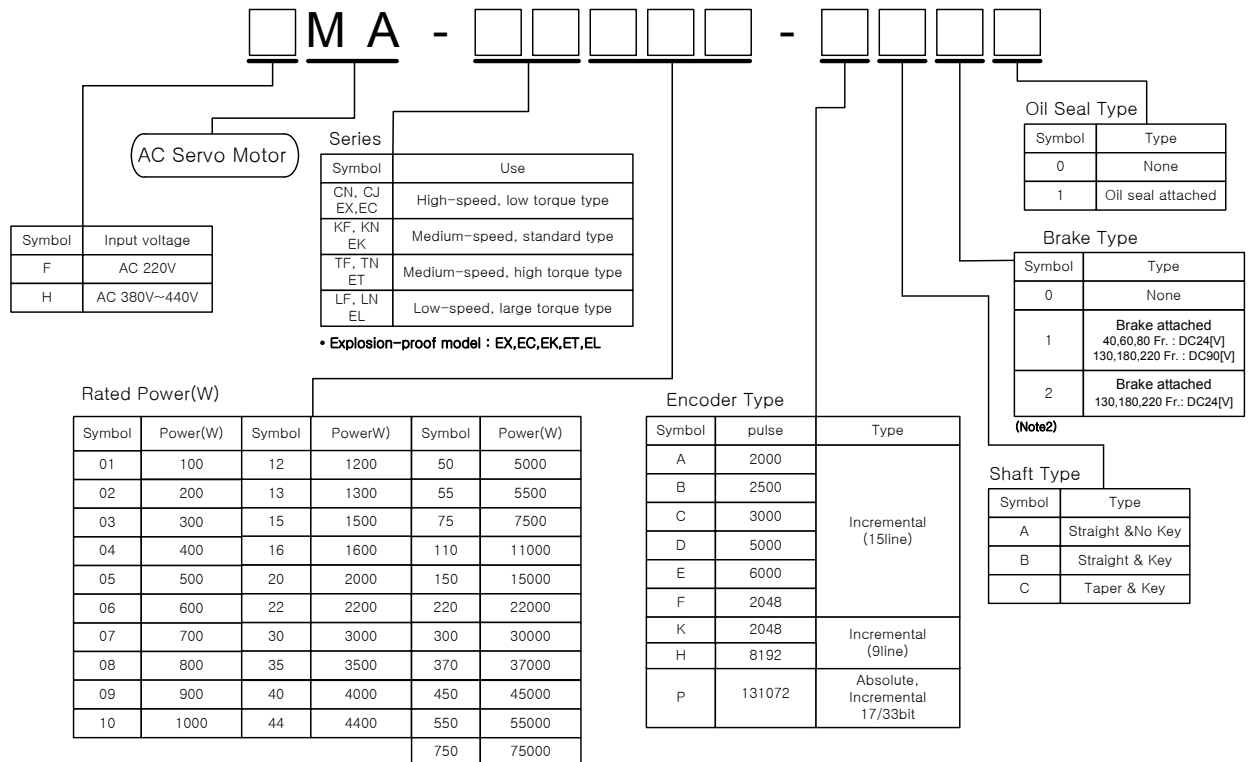 MA - -
AC Servo Motor
Symbol Input voltage
F AC 220V
H AC 380V~440V
Series
Symbol Use
CN, CJ
EX,EC High-speed, low torque type
KF, KN
EK Medium-speed, standard type
TF, TN
ET Medium-speed, high torque type
LF, LN
EL Low-speed, large torque type
• Explosion-proof model : EX,EC,EK,ET,EL
Rated Power(W)
Symbol Power(W) Symbol PowerW) Symbol Power(W)
01 100 12 1200 50 5000
02 200 13 1300 55 5500
03 300 15 1500 75 7500
04 400 16 1600 110 11000
05 500 20 2000 150 15000
06 600 22 2200 220 22000
07 700 30 3000 300 30000
08 800 35 3500 370 37000
09 900 40 4000 450 45000
10 1000 44 4400 550 55000
750 75000
Encoder Type
Symbol pulse Type
A 2000
B 2500
C 3000
D 5000
E 6000
F 2048
Incremental
(15line)
K 2048
H 8192
Incremental
(9line)
P 131072
Absolute,
Incremental
17/33bit
Oil Seal Type
Symbol Type
0 None
1 Oil seal attached
Brake Type
Symbol Type
0 None
1 Brake attached
40,60,80 Fr. : DC24[V]
130,180,220 Fr. : DC90[V]
2 Brake attached
130,180,220 Fr.: DC24[V]
(Note2)
Shaft Type
Symbol Type
A Straight &No Key
B Straight & Key
C Taper & Key